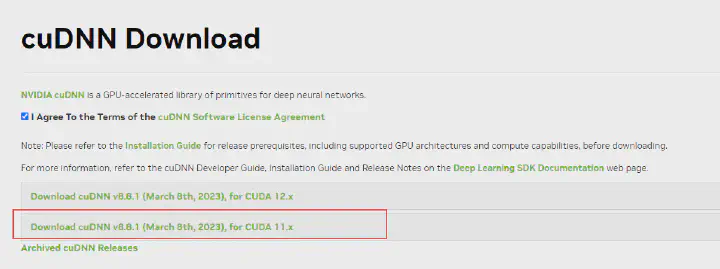 cuDNN Download
NVIDIA cuDNN is a GPU-accelerated library of primitives for deep neural networks.
I Agree To the Terms of the cuDNN Software License Agreement
Note: Please refer to the Installation Guide for release prerequisites, including supported GPU architectures and compute capabilities, before downloading.
For more information, refer to the cuDNN Developer Guide, Installation Guide and Release Notes on the Deep Learning SDK Documentation web page.
Download cuDNN v8.8.1 (March 8th, 2023), for CUDA 12.x
Download cuDNN v8.8.1 (March 8th, 2023), for CUDA 11.x
Archived cuDNN Releases